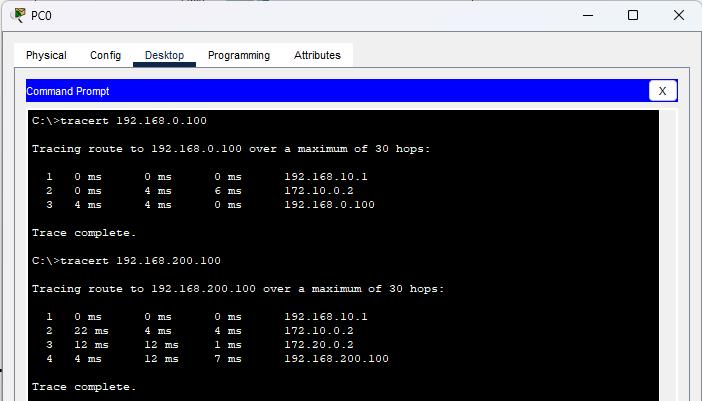 PC0
Physical Config Desktop Programming Attributes
Command Prompt X
C:\>tracert 192.168.0.100
Tracing route to 192.168.0.100 over a maximum of 30 hops:
1 0 ms 0 ms 0 ms 192.168.10.1
2 0 ms 4 ms 6 ms 172.10.0.2
3 4 ms 4 ms 0 ms 192.168.0.100
Trace complete.
C:\>tracert 192.168.200.100
Tracing route to 192.168.200.100 over a maximum of 30 hops:
1 0 ms 0 ms 0 ms 192.168.10.1
2 22 ms 4 ms 4 ms 172.10.0.2
3 12 ms 12 ms 1 ms 172.20.0.2
4 4 ms 12 ms 7 ms 192.168.200.100
Trace complete.